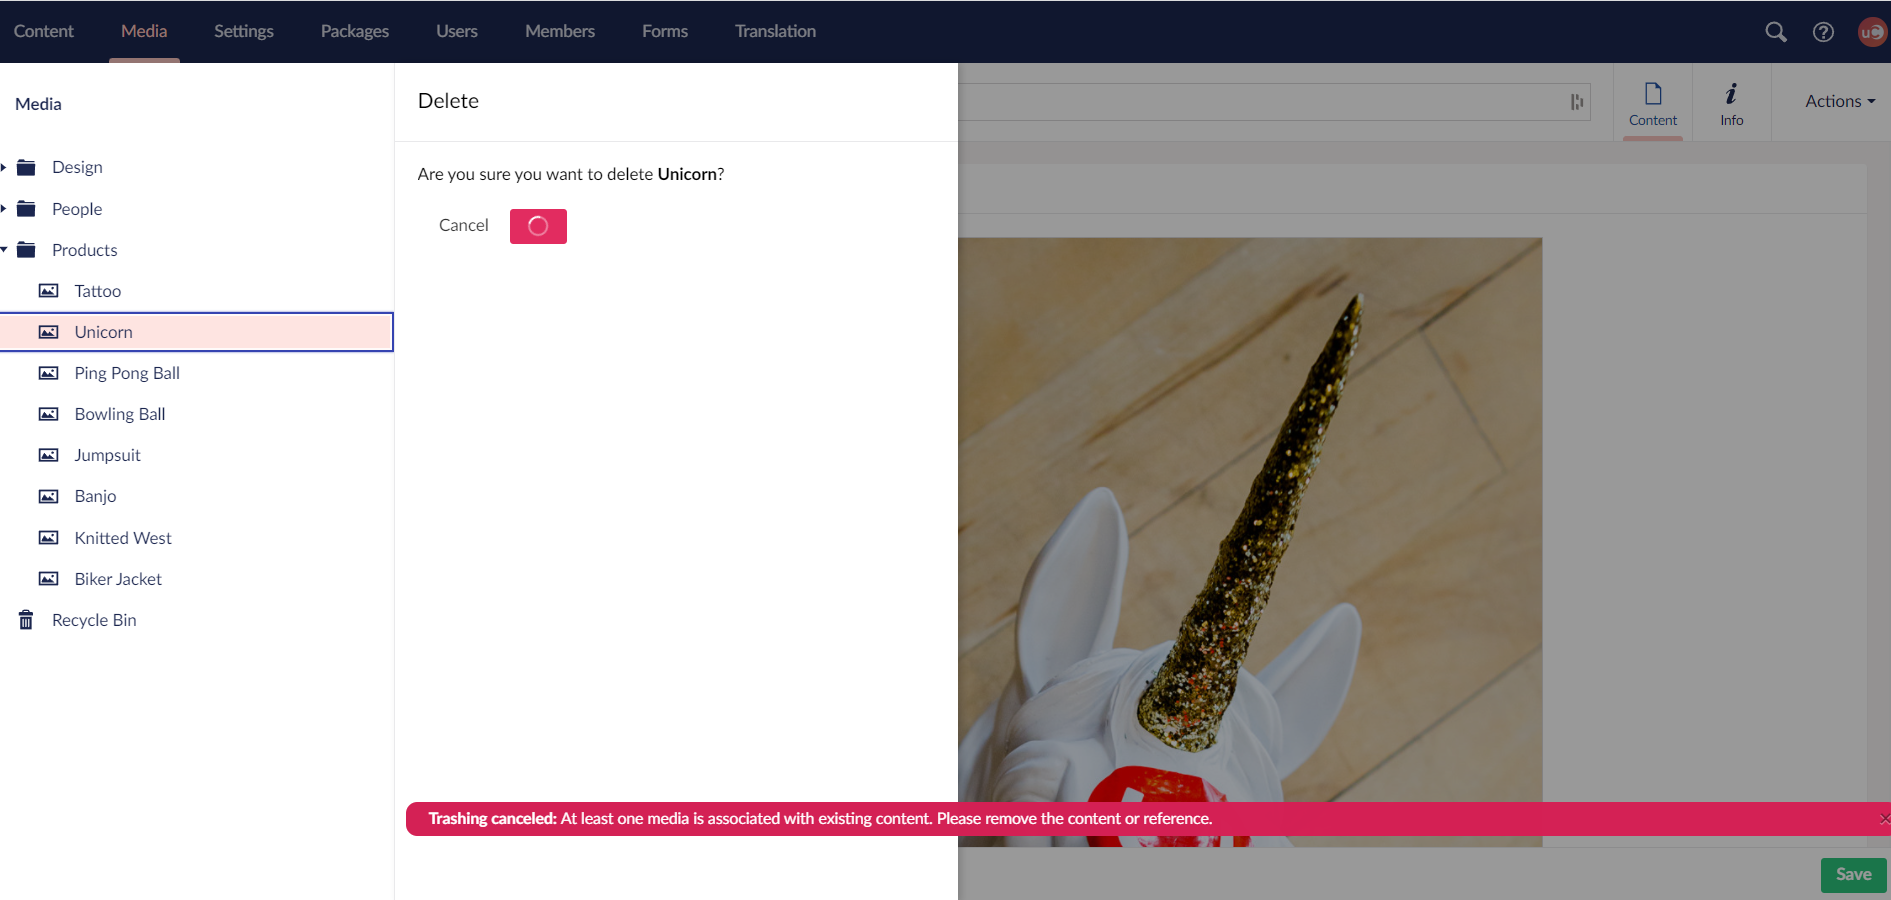 Content Media Settings Packages Users Members Forms Translation
uC
Media
Design
People
Products
Tattoo
Unicorn
Ping Pong Ball
Bowling Ball
Jumpsuit
Banjo
Knitted West
Biker Jacket
Recycle Bin
Delete
Are you sure you want to delete Unicorn?
Cancel
Content
Info
Actions
Trashing canceled: At least one media is associated with existing content. Please remove the content or reference.
Save